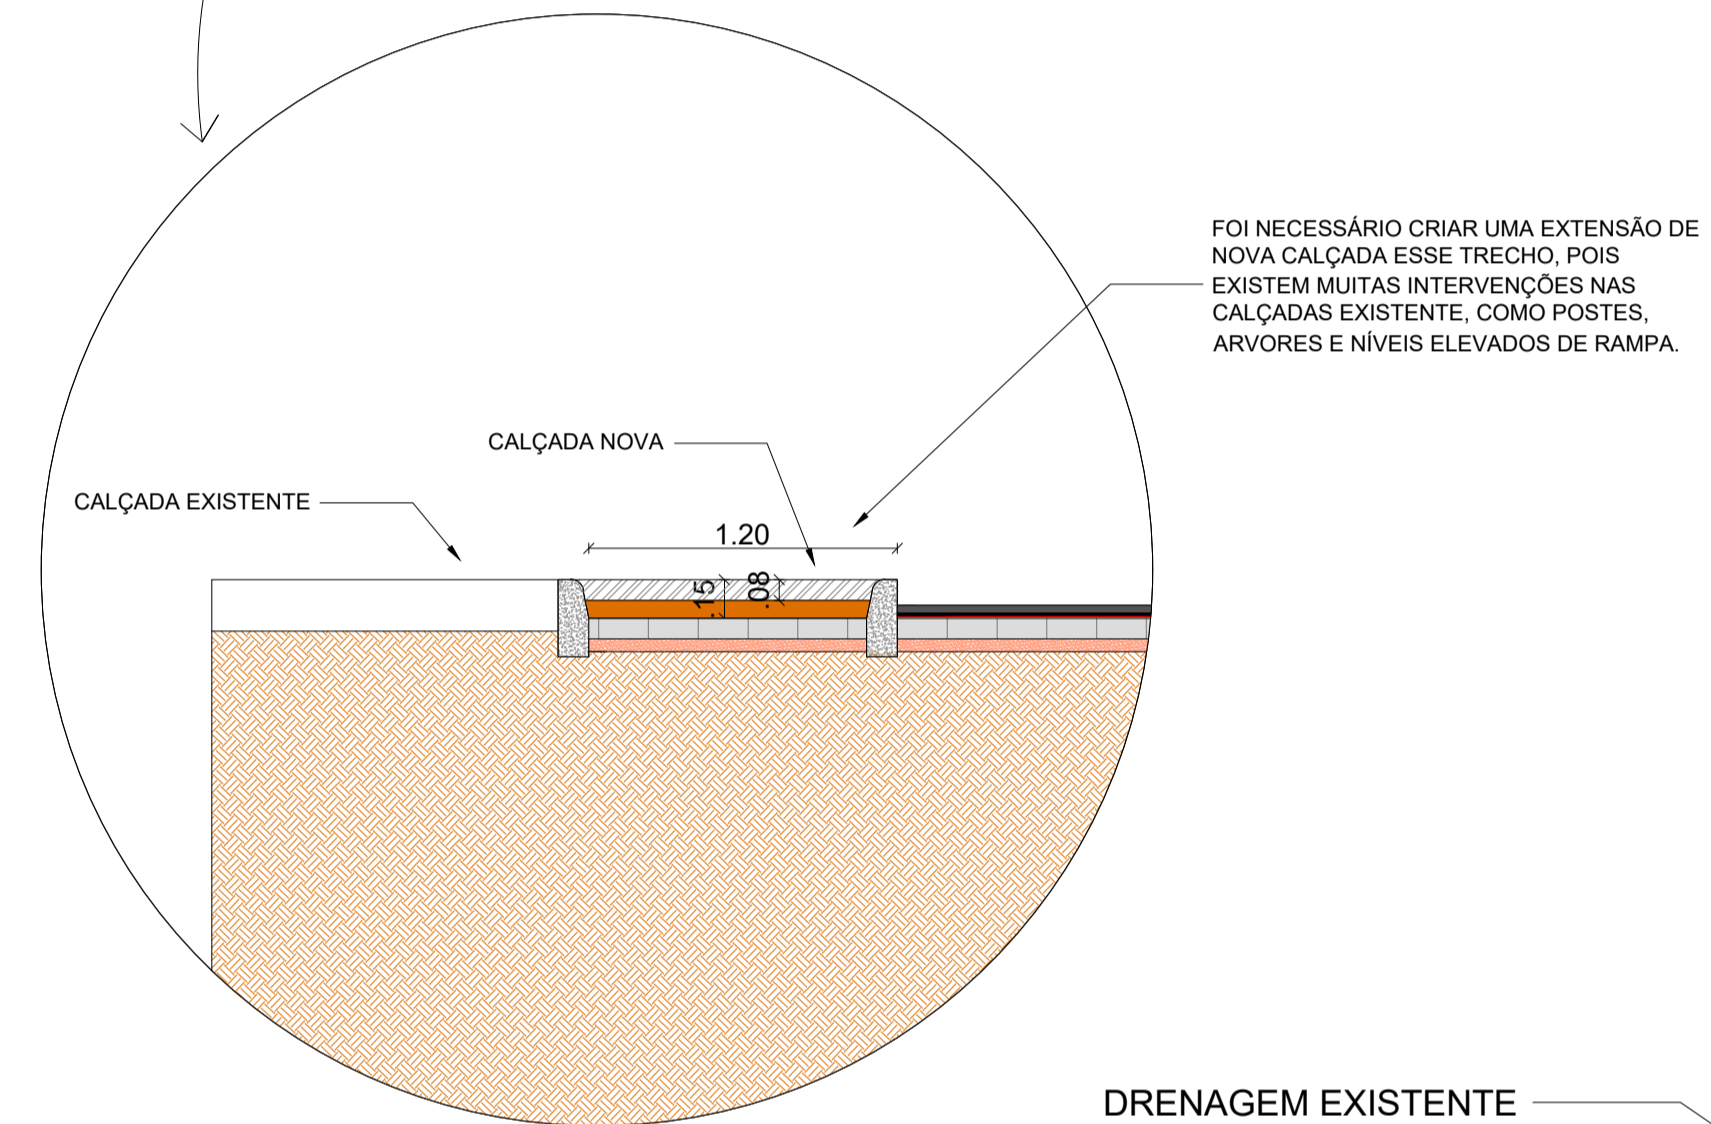 FOI NECESSÁRIO CRIAR UMA EXTENSÃO DE
NOVA CALÇADA ESSE TRECHO, POIS
EXISTEM MUITAS INTERVENÇÕES NAS
CALÇADAS EXISTENTE, COMO POSTES,
ARVORES E NÍVEIS ELEVADOS DE RAMPA.
CALÇADA NOVA
CALÇADA EXISTENTE
1.20
.15
.08
DRENAGEM EXISTENTE